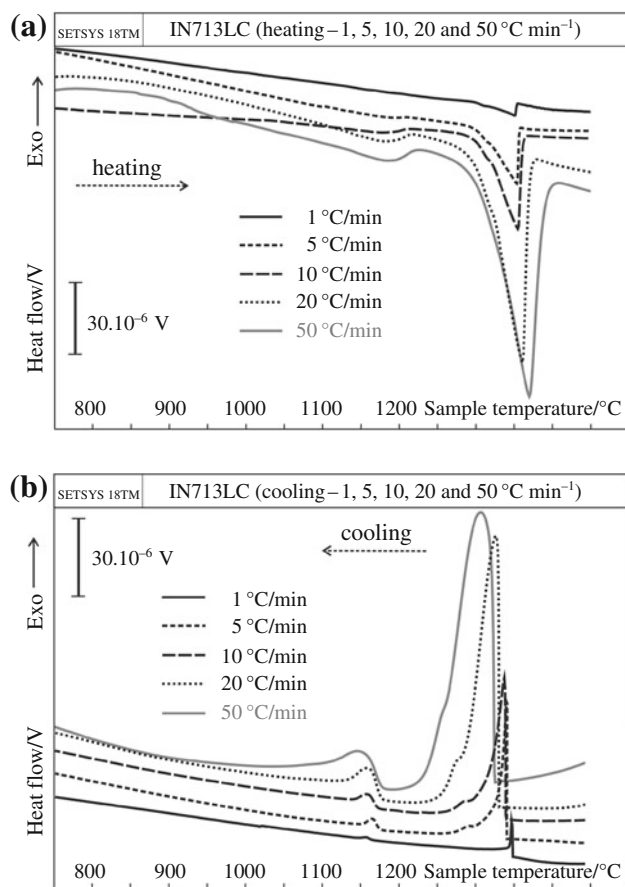 (a)
SETSYS 18TM
IN713LC (heating – 1, 5, 10, 20 and 50 °C min⁻¹)
Exo
heating
1 °C/min
5 °C/min
10 °C/min
20 °C/min
50 °C/min
Heat flow/V
30.10⁻⁶ V
800 900 1000 1100 1200 Sample temperature/°C
(b)
SETSYS 18TM
IN713LC (cooling – 1, 5, 10, 20 and 50 °C min⁻¹)
Exo
30.10⁻⁶ V
cooling
1 °C/min
5 °C/min
10 °C/min
20 °C/min
50 °C/min
Heat flow/V
800 900 1000 1100 1200 Sample temperature/°C